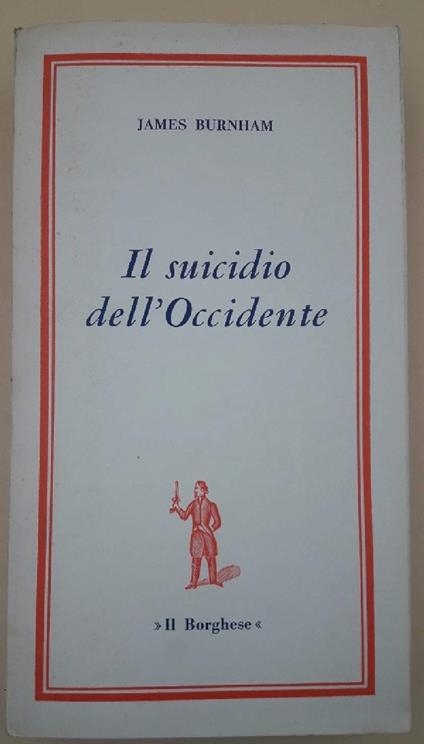 JAMES BURNHAM
Il suicidio
dell'Occidente
»Il Borghese«